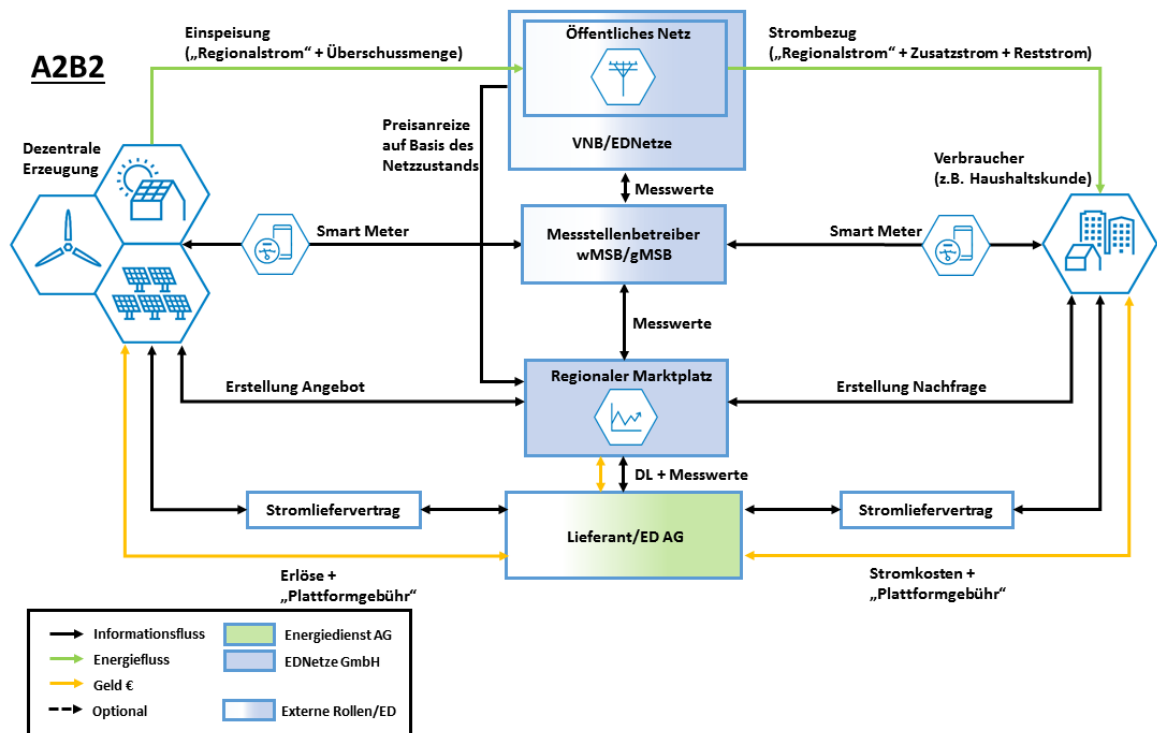 A2B2
Einspeisung
(„Regionalstrom“ + Überschussmenge)
Öffentliches Netz
VNB/EDNetze
Strombezug
(„Regionalstrom“ + Zusatzstrom + Reststrom)
Dezentrale
Erzeugung
Preisanreize
auf Basis des
Netzzustands
Messwerte
Verbraucher
(z.B. Haushaltskunde)
Smart Meter
Messstellenbetreiber
wMSB/gMSB
Smart Meter
Messwerte
Erstellung Angebot
Regionaler Marktplatz
Erstellung Nachfrage
DL + Messwerte
Stromliefervertrag
Lieferant/ED AG
Stromliefervertrag
Erlöse +
„Plattformgebühr“
Stromkosten +
„Plattformgebühr“
Informationsfluss
Energiefluss
Geld €
Optional
Energiedienst AG
EDNetze GmbH
Externe Rollen/ED